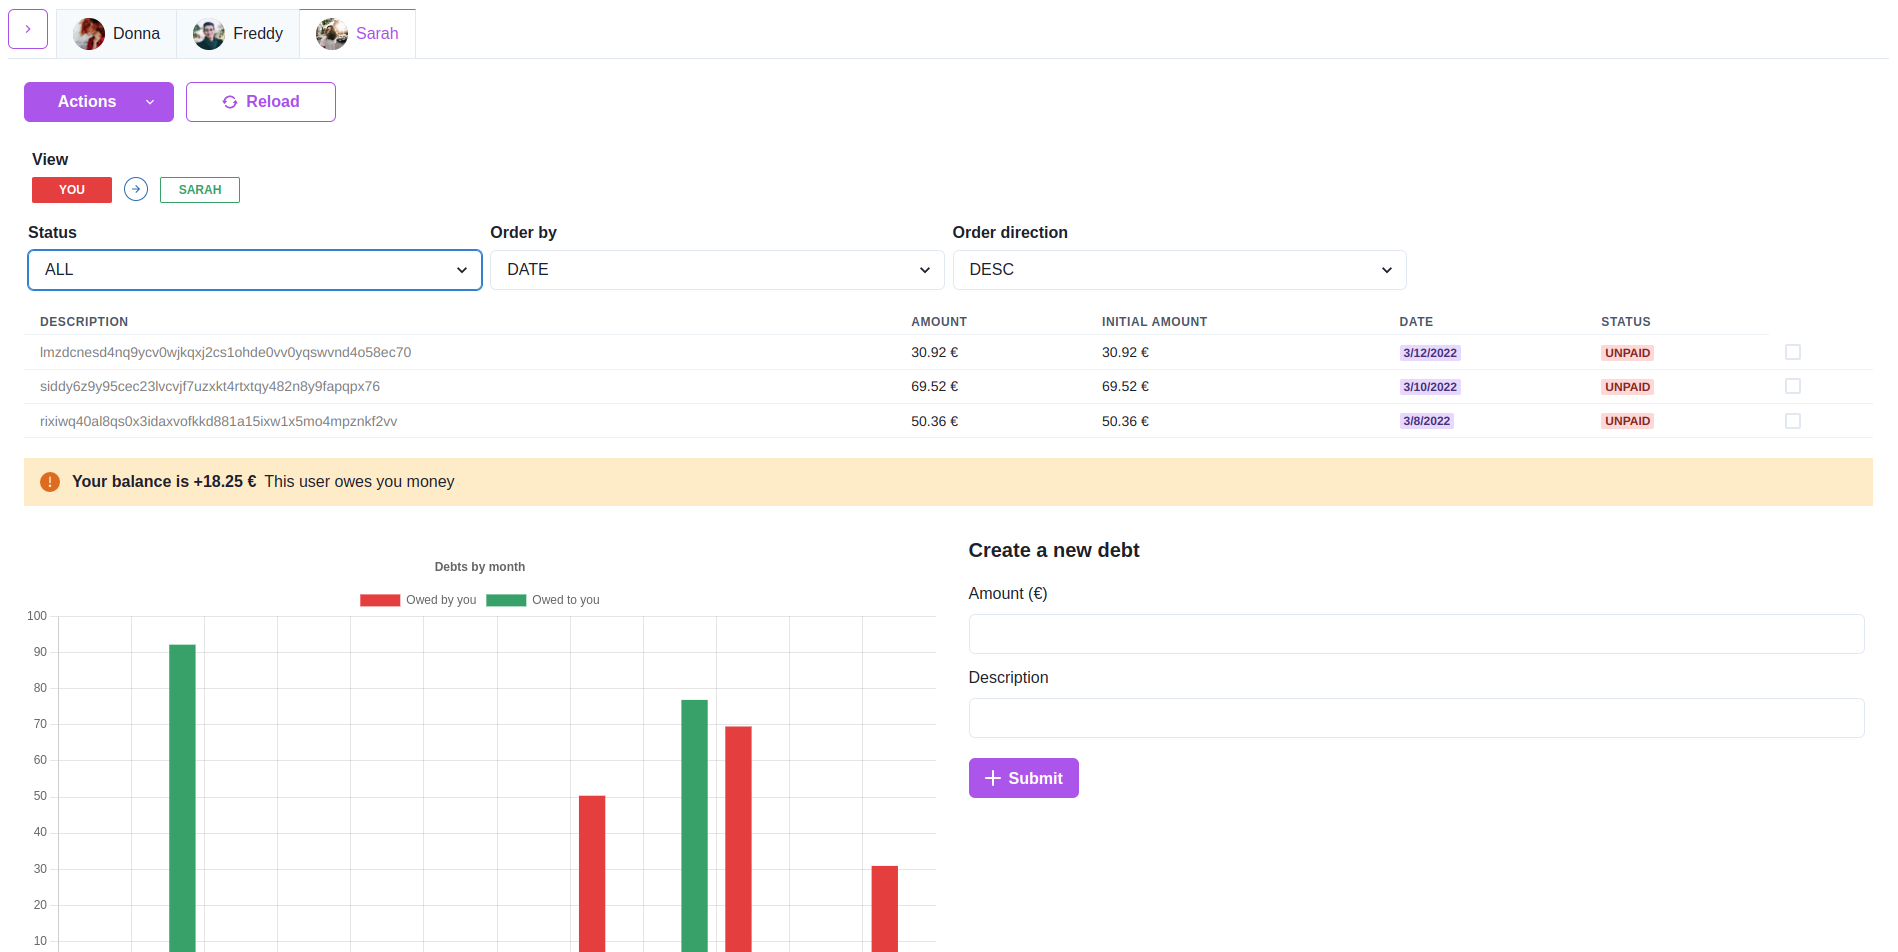 Donna Freddy Sarah
Actions Reload
View
YOU SARAH
Status Order by Order direction
ALL DATE DESC
DESCRIPTION AMOUNT INITIAL AMOUNT DATE STATUS
lmzdcnesd4nq9ycv0wjkqxj2cs1ohde0vv0yqswvnd4o58ec70 30.92 € 30.92 € 3/12/2022 UNPAID
siddy6z9y95cec23lvcvjf7uzxkt4rtxtqy482n8y9fapqpx76 69.52 € 69.52 € 3/10/2022 UNPAID
rixiwq40al8qs0x3idaxvofkkd881a15ixw1x5mo4mpznkf2vv 50.36 € 50.36 € 3/8/2022 UNPAID
Your balance is +18.25 € This user owes you money
Debts by month
Owed by you Owed to you
100
90
80
70
60
50
40
30
20
10
Create a new debt
Amount (€)
Description
Submit